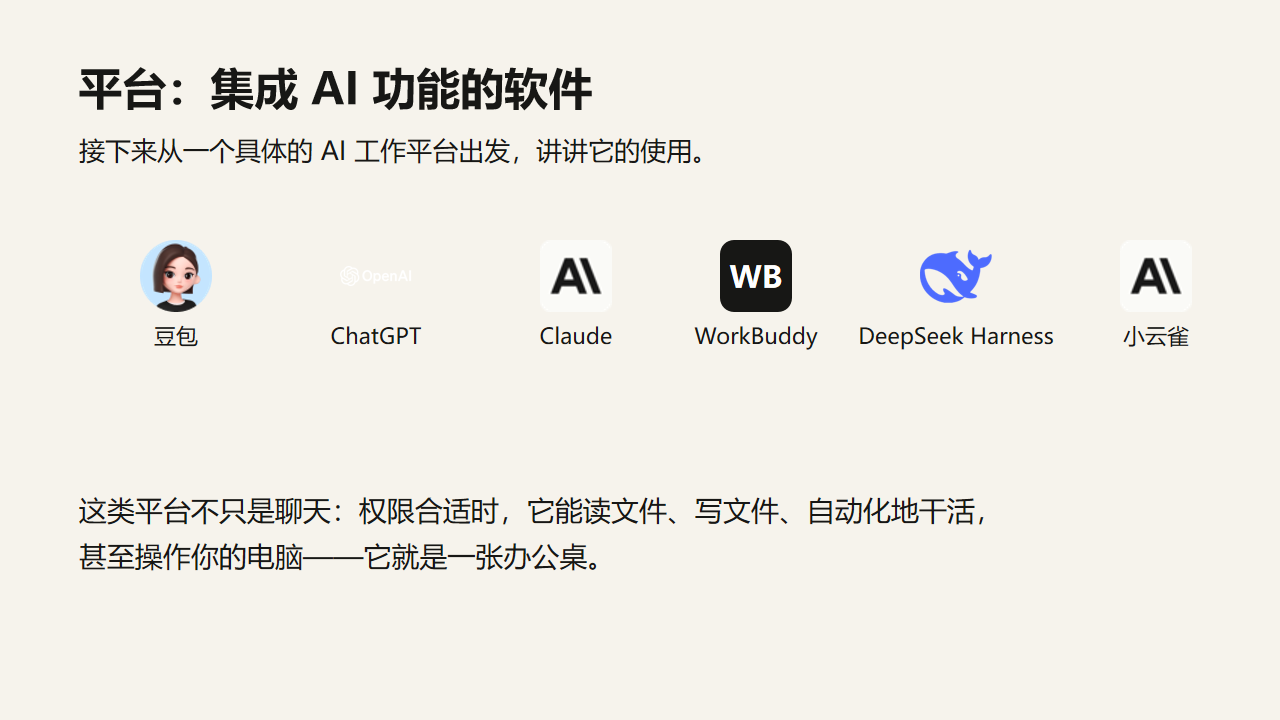 平台：集成 AI 功能的软件
接下来从一个具体的 AI 工作平台出发，讲讲它的使用。
OpenAI
AI
WB
AI
豆包
ChatGPT
Claude
WorkBuddy
DeepSeek Harness
小云雀
这类平台不只是聊天：权限合适时，它能读文件、写文件、自动化地干活，
甚至操作你的电脑——它就是一张办公桌。